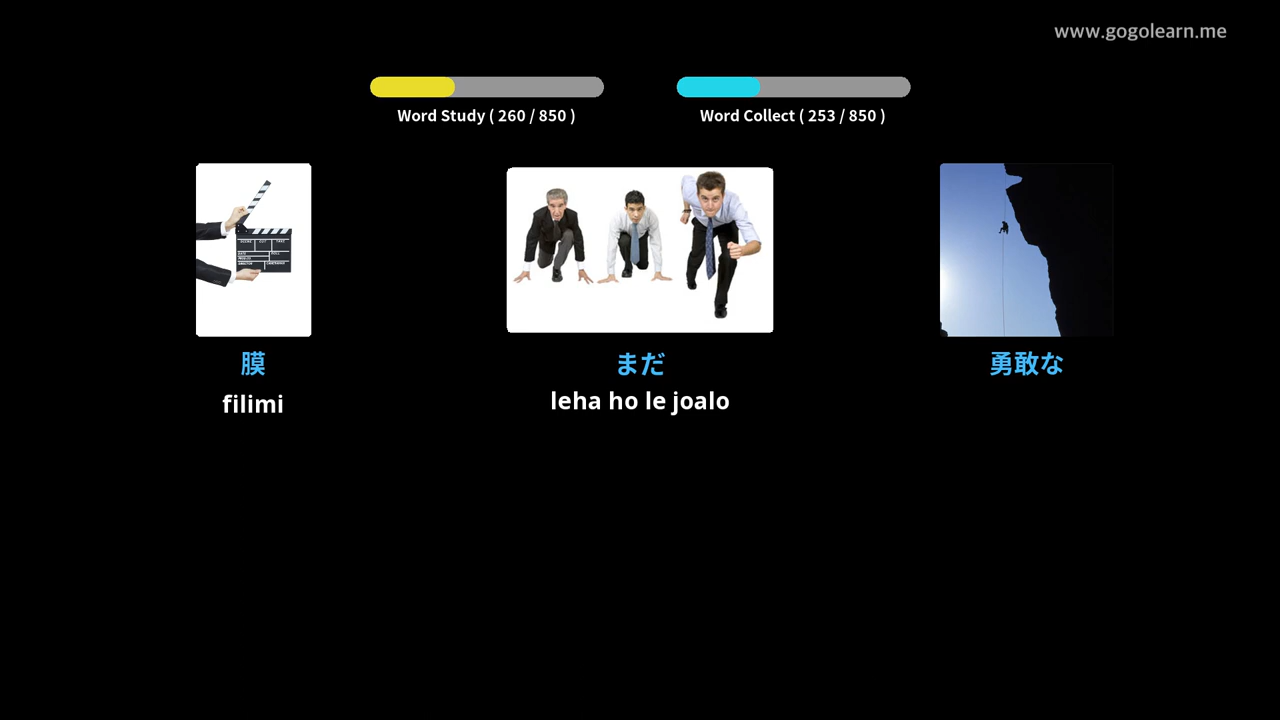 www.gogolearn.me
Word Study ( 260 / 850 )
Word Collect ( 253 / 850 )
膜
まだ
勇敢な
filimi
leha ho le joalo